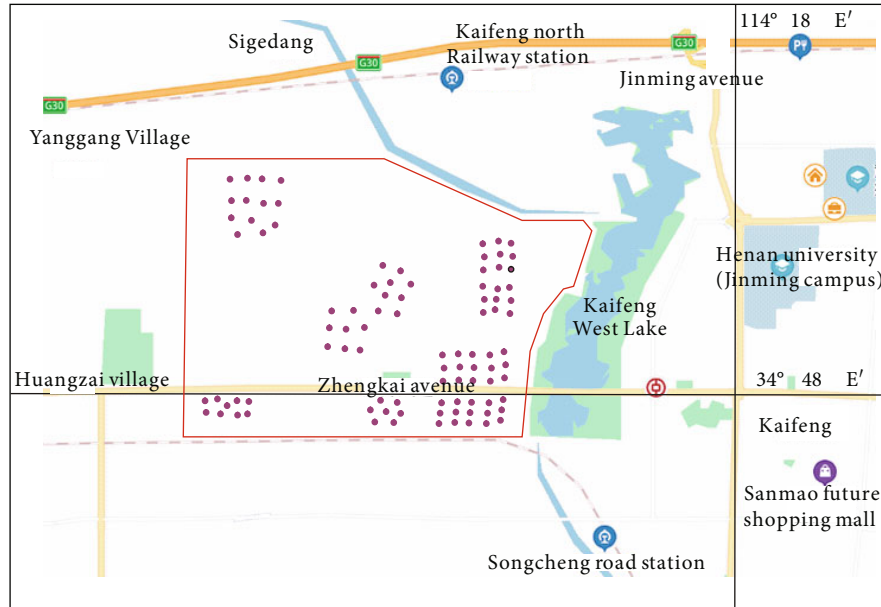 114° 18 E′
Kaifeng north
Railway station
Sigedang
G30
G30
Jinming avenue
G30
Yanggang Village
Henan university
(Jinming campus)
Kaifeng
West Lake
Huangzai village
Zhengkai avenue
34° 48 E′
Kaifeng
Sanmao future
shopping mall
Songcheng road station